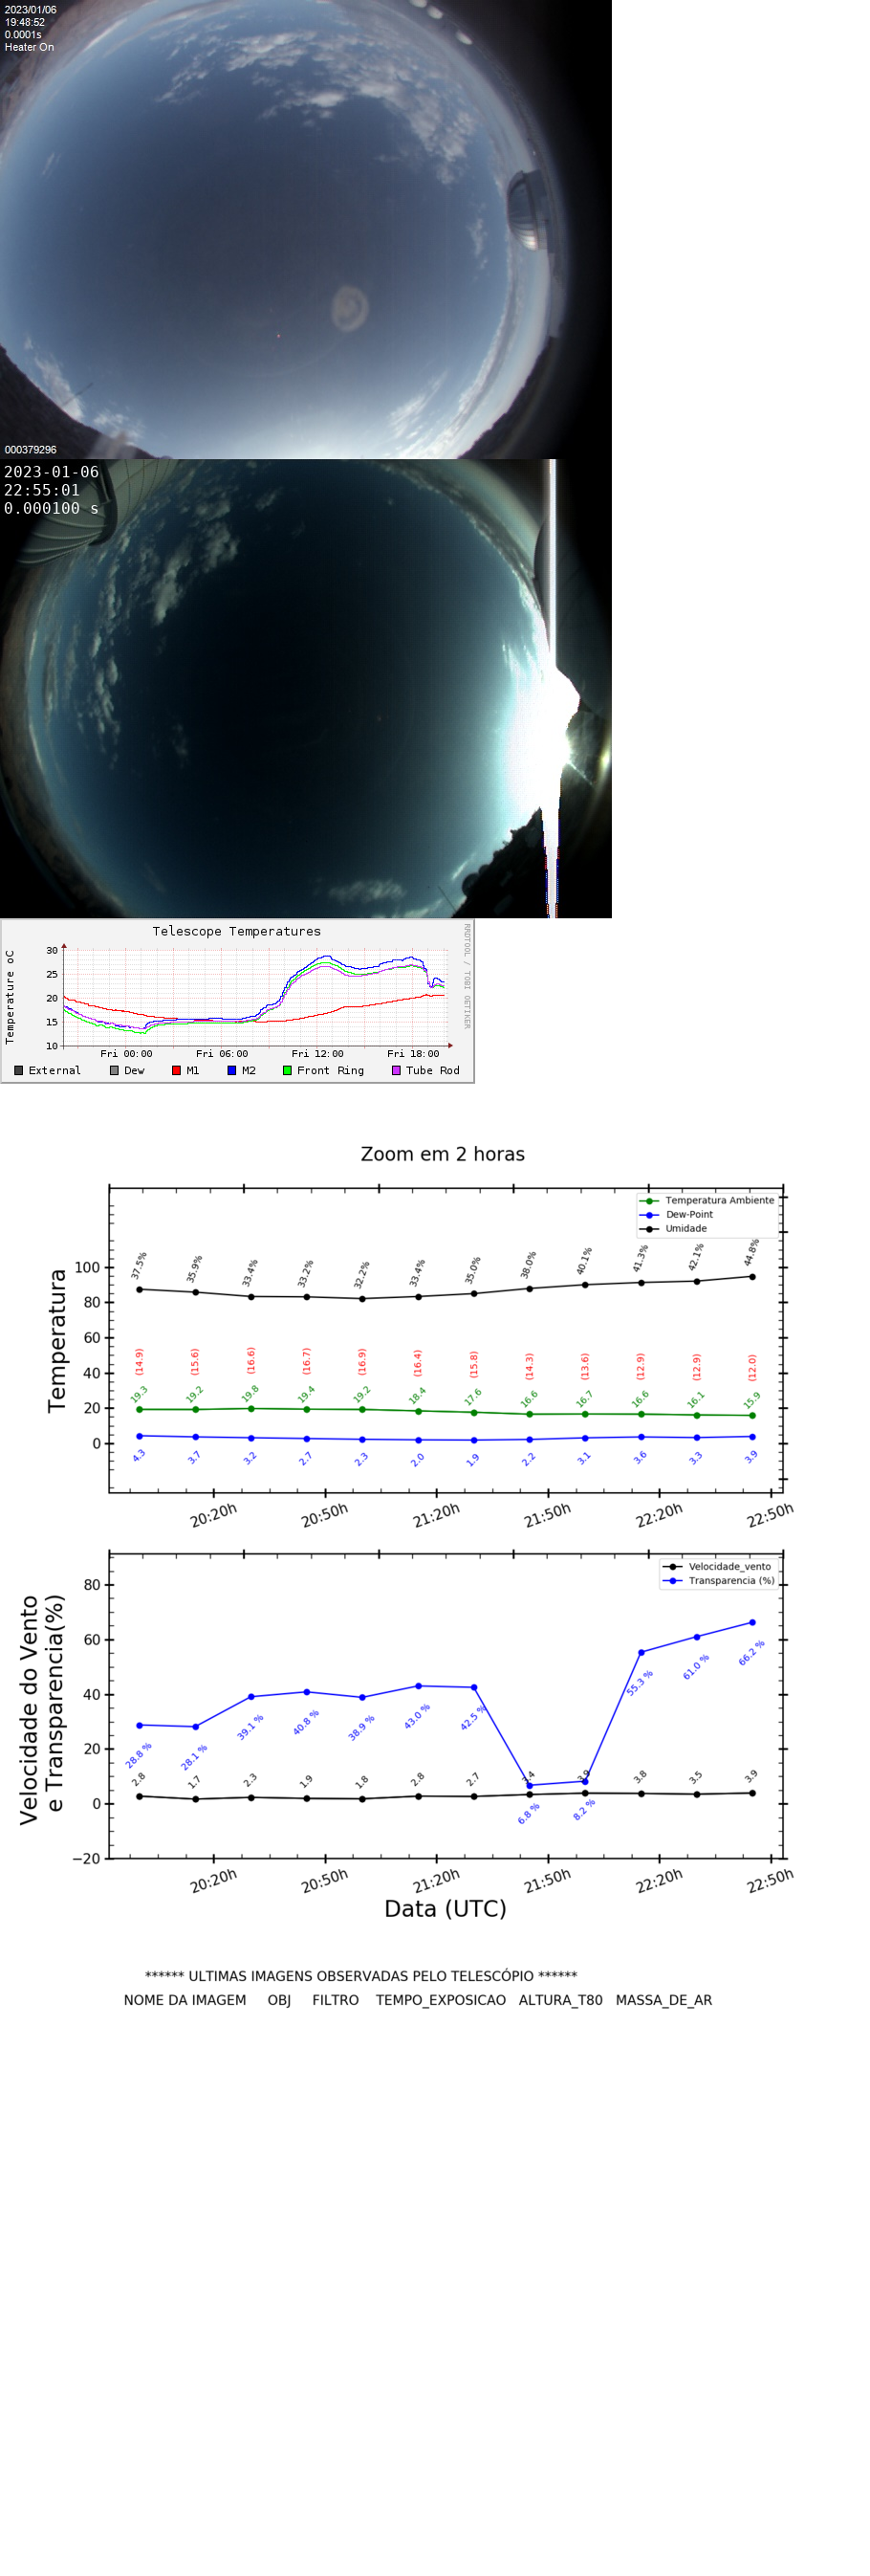 2023/01/06
19:48:52
0.0001s
Heater On
000379296
2023-01-06
22:55:01
0.000100 s
Telescope Temperatures
RRDTOOL / TOBI OETIKER
Temperature oC
30
25
20
15
10
Fri 00:00 Fri 06:00 Fri 12:00 Fri 18:00
External Dew M1 M2 Front Ring Tube Rod
Zoom em 2 horas
Temperatura Ambiente
Dew-Point
Umidade
Temperatura
100
80
60
40
20
0
37.5% 35.9% 33.4% 33.2% 32.2% 33.4% 35.0% 38.0% 40.1% 41.3% 42.1% 44.8%
(14.9) (15.6) (16.6) (16.7) (16.9) (16.4) (15.8) (14.3) (13.6) (12.9) (12.9) (12.0)
19.3 19.2 19.8 19.4 19.2 18.4 17.6 16.6 16.7 16.6 16.1 15.9
4.3 3.7 3.2 2.7 2.3 2.0 1.9 2.2 3.1 3.6 3.3 3.9
20:20h 20:50h 21:20h 21:50h 22:20h 22:50h
Velocidade_vento
Transparencia (%)
Velocidade do Vento
e Transparencia(%)
80
60
40
20
0
−20
28.8 % 28.1 % 39.1 % 40.8 % 38.9 % 43.0 % 42.5 % 6.8 % 8.2 % 55.3 % 61.0 % 66.2 %
2.8 1.7 2.3 1.9 1.8 2.8 2.7 3.4 3.9 3.8 3.5 3.9
20:20h 20:50h 21:20h 21:50h 22:20h 22:50h
Data (UTC)
****** ULTIMAS IMAGENS OBSERVADAS PELO TELESCÓPIO ******
NOME DA IMAGEM OBJ FILTRO TEMPO_EXPOSICAO ALTURA_T80 MASSA_DE_AR